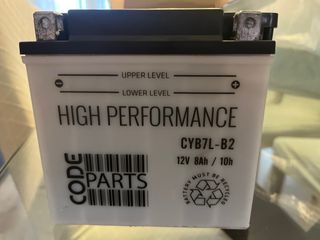 UPPER LEVEL
− +
LOWER LEVEL
HIGH PERFORMANCE
CYB7L-B2
12V 8Ah / 10h
CODE
PARTS
BATTERY MUST BE RECYCLED